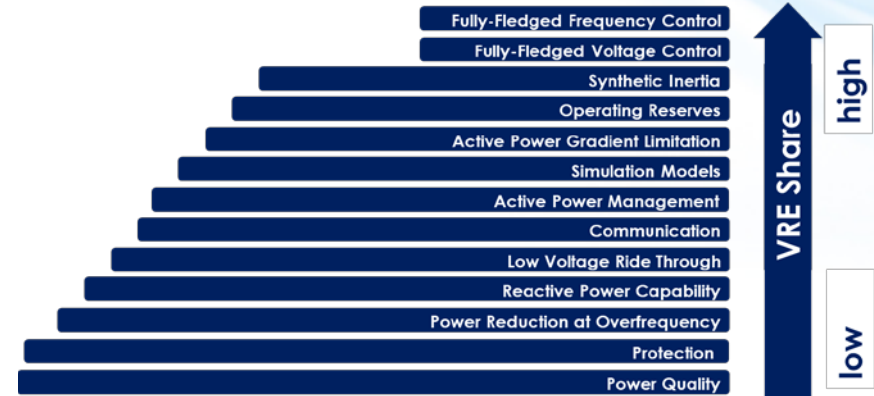 Fully-Fledged Frequency Control
Fully-Fledged Voltage Control
Synthetic Inertia
Operating Reserves
Active Power Gradient Limitation
Simulation Models
Active Power Management
Communication
Low Voltage Ride Through
Reactive Power Capability
Power Reduction at Overfrequency
Protection
Power Quality
VRE Share
high
low